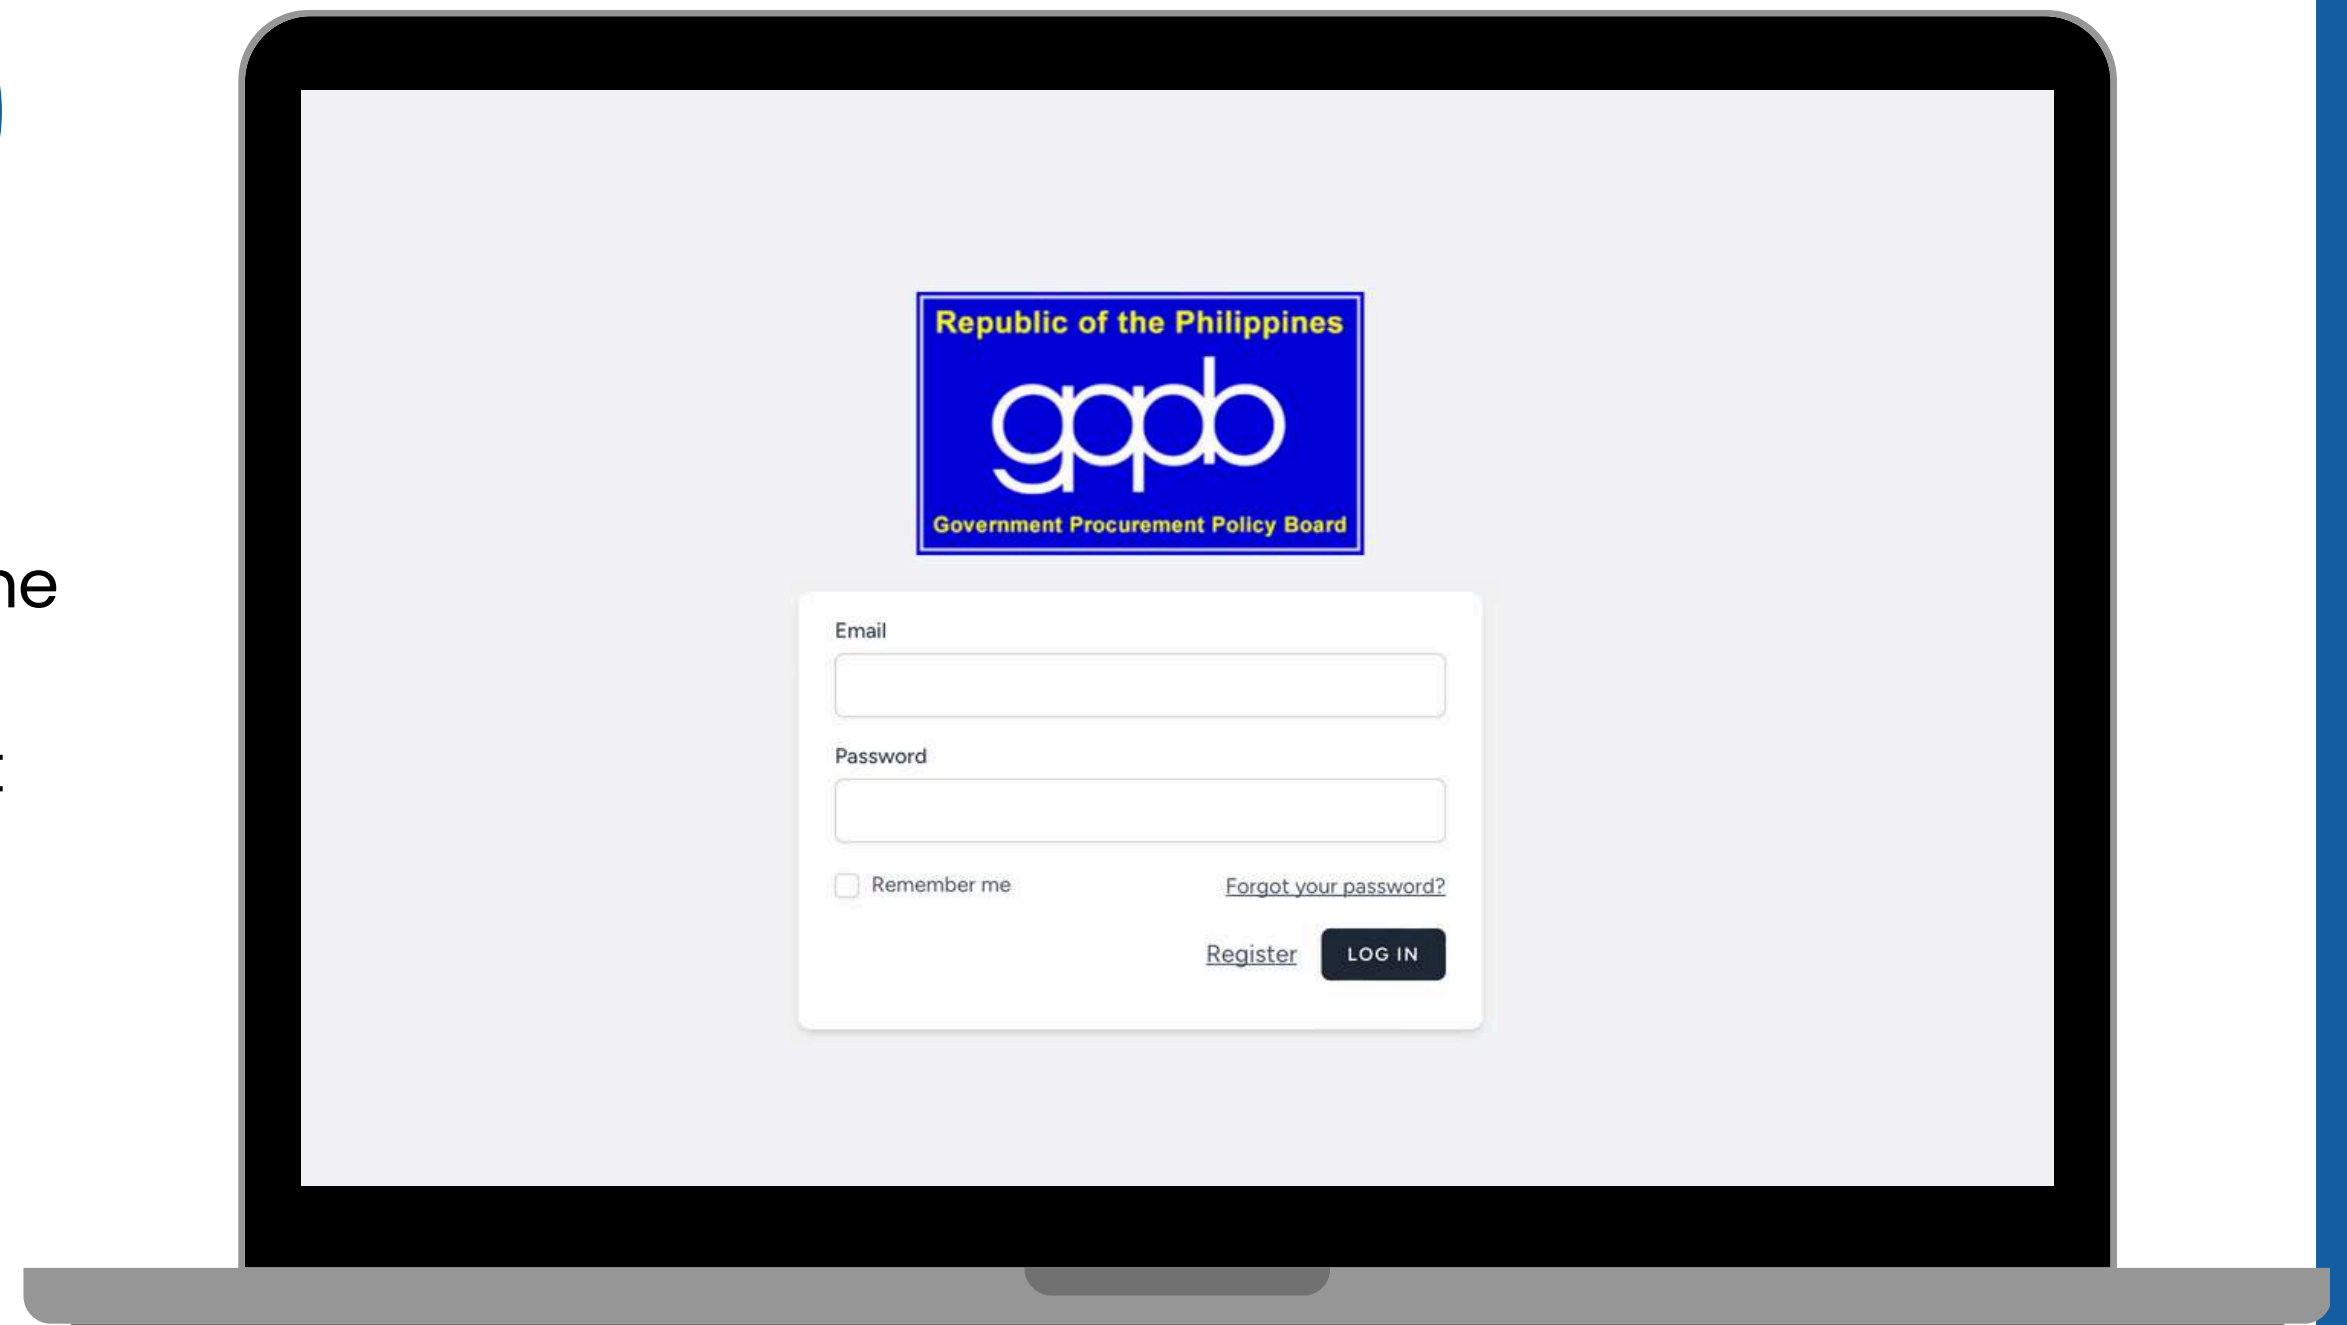 Republic of the Philippines
gppb
Government Procurement Policy Board
Email
Password
Remember me
Forgot your password?
Register
LOG IN